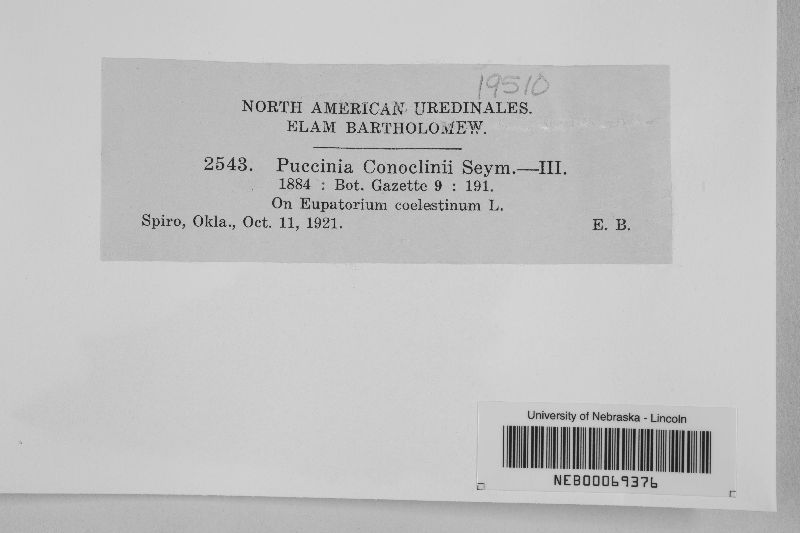 19510
NORTH AMERICAN UREDINALES.
ELAM BARTHOLOMEW.
2543. Puccinia Conoclinii Seym.—III.
1884 : Bot. Gazette 9 : 191.
On Eupatorium coelestinum L.
Spiro, Okla., Oct. 11, 1921. E. B.
University of Nebraska - Lincoln
NEB00069376